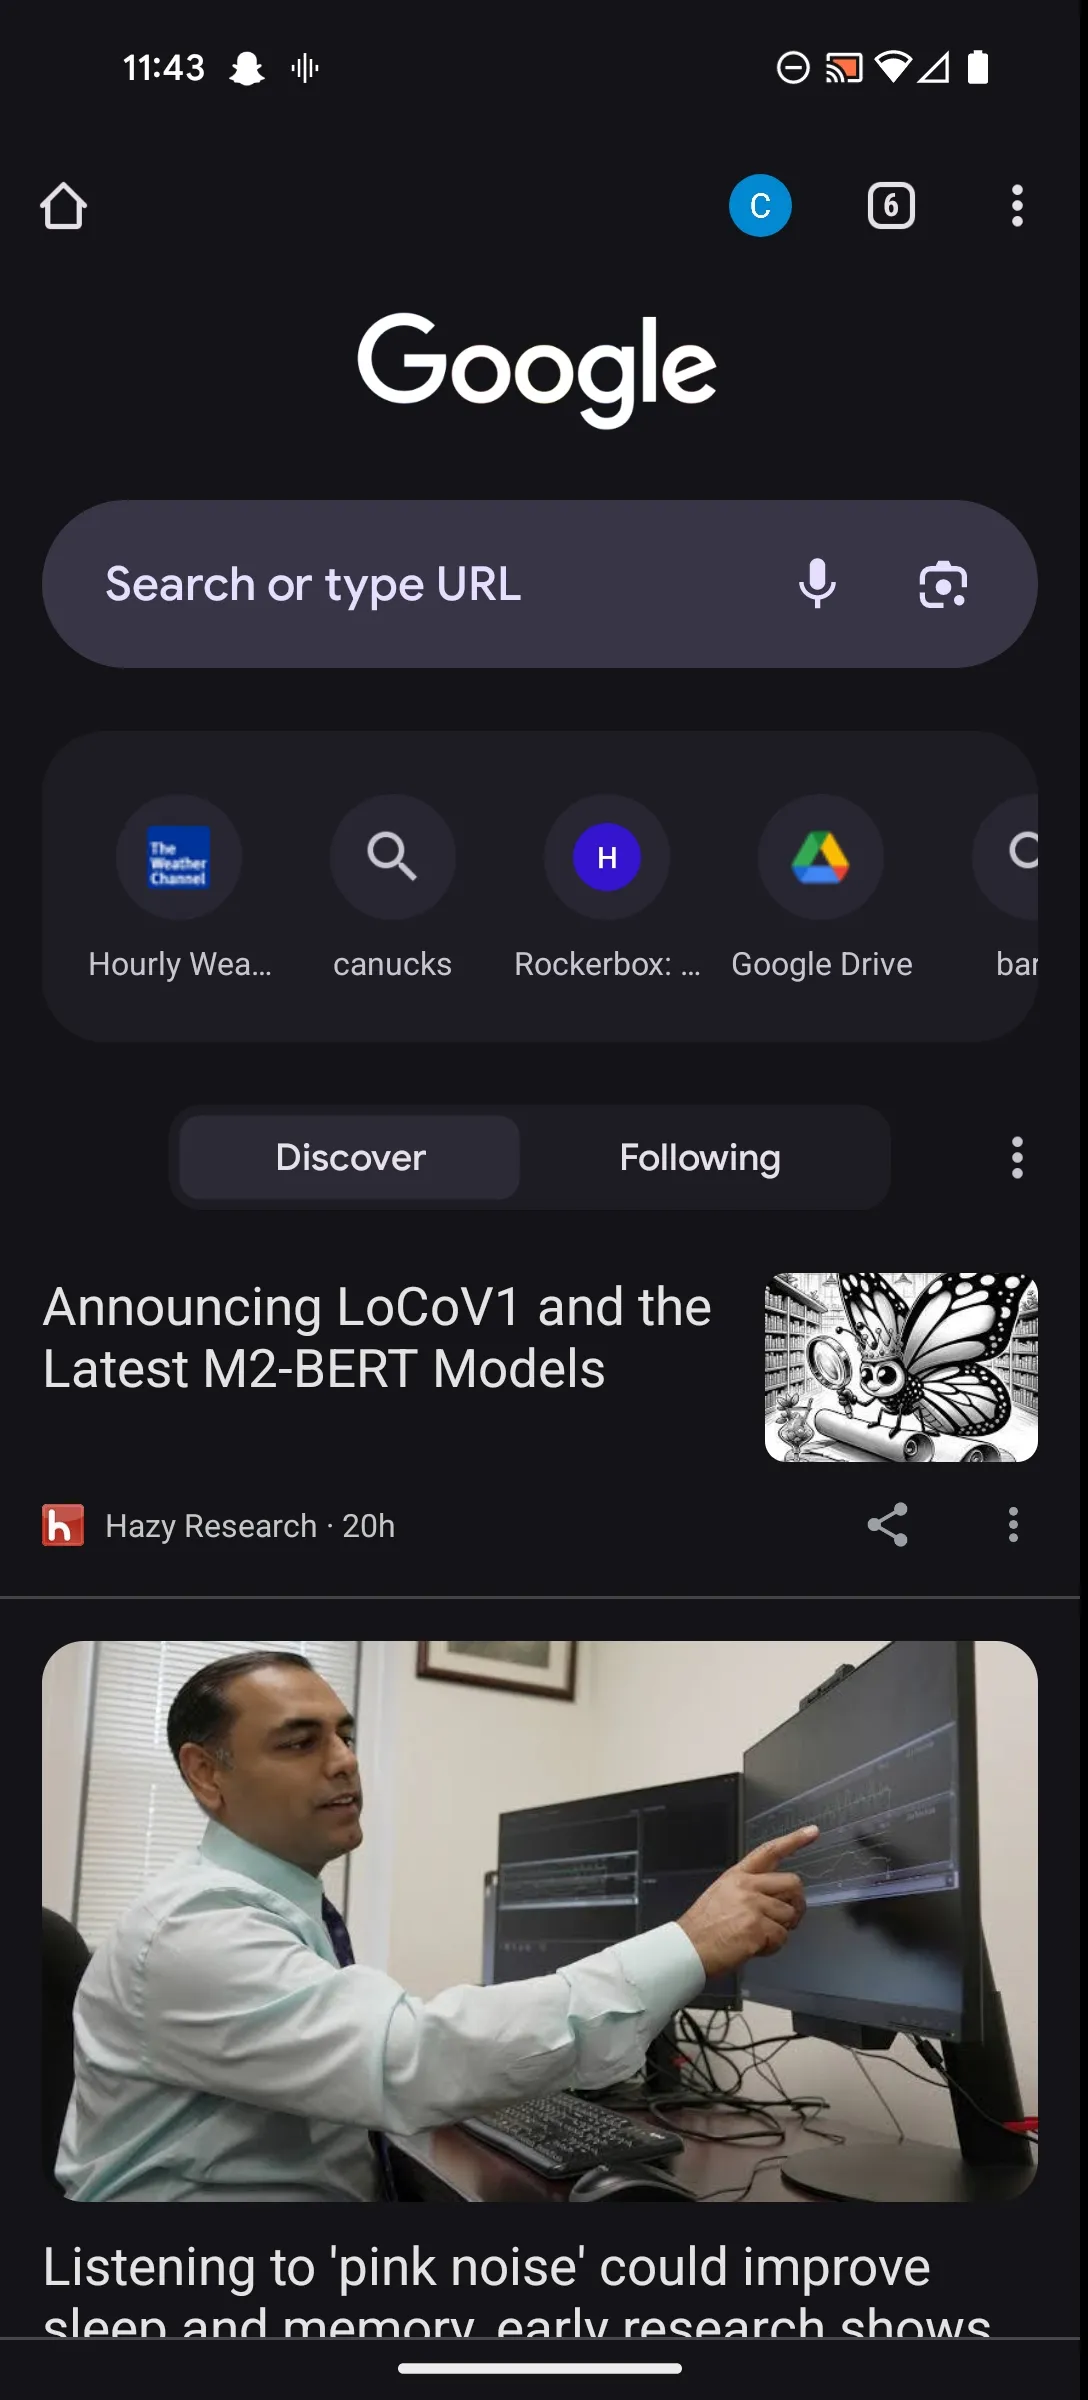 11:43
C
6
Google
Search or type URL
The
Weather
Channel
H
Hourly Wea...
canucks
Rockerbox: ...
Google Drive
bar
Discover
Following
Announcing LoCoV1 and the
Latest M2-BERT Models
h
Hazy Research · 20h
Listening to 'pink noise' could improve
sleep and memory, early research shows